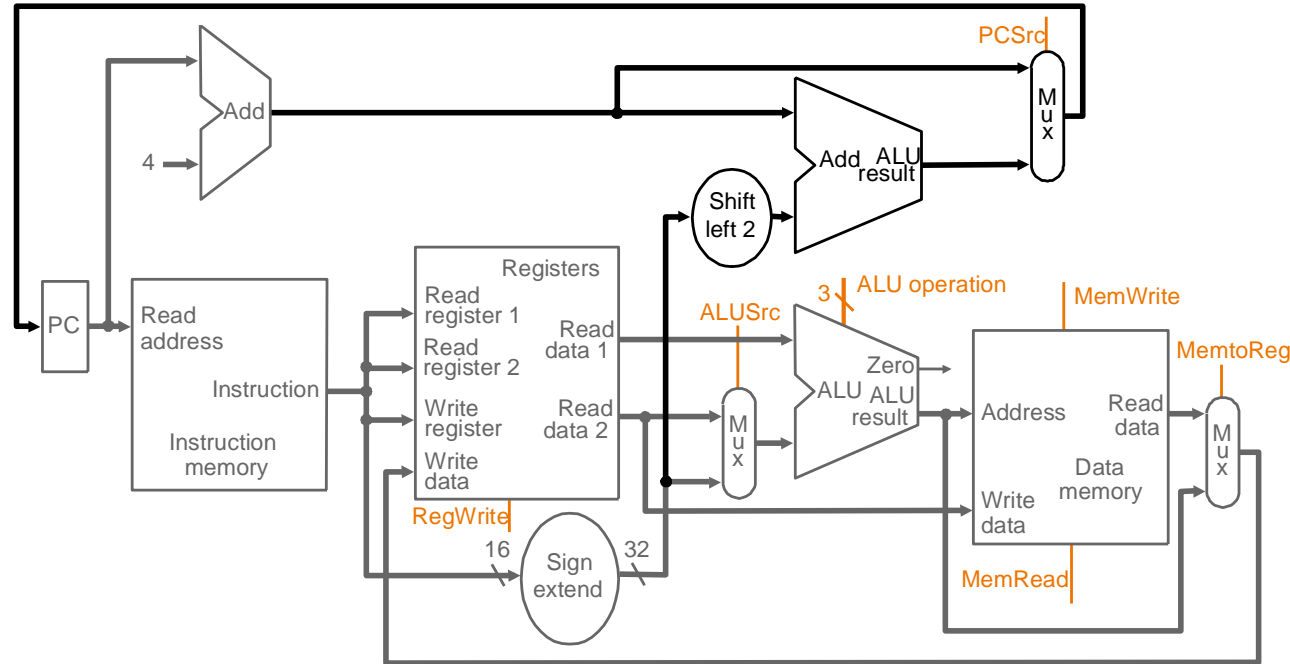 PCSrc
Add
4
M
u
x
Add
ALU
result
Shift
left 2
PC
Read
address
Instruction
Instruction
memory
Registers
Read
register 1
Read
register 2
Write
register
Write
data
Read
data 1
Read
data 2
RegWrite
16
Sign
extend
32
ALUSrc
M
u
x
3
ALU operation
Zero
ALU
ALU
result
MemWrite
Address
Read
data
Data
memory
Write
data
MemRead
MemtoReg
M
u
x